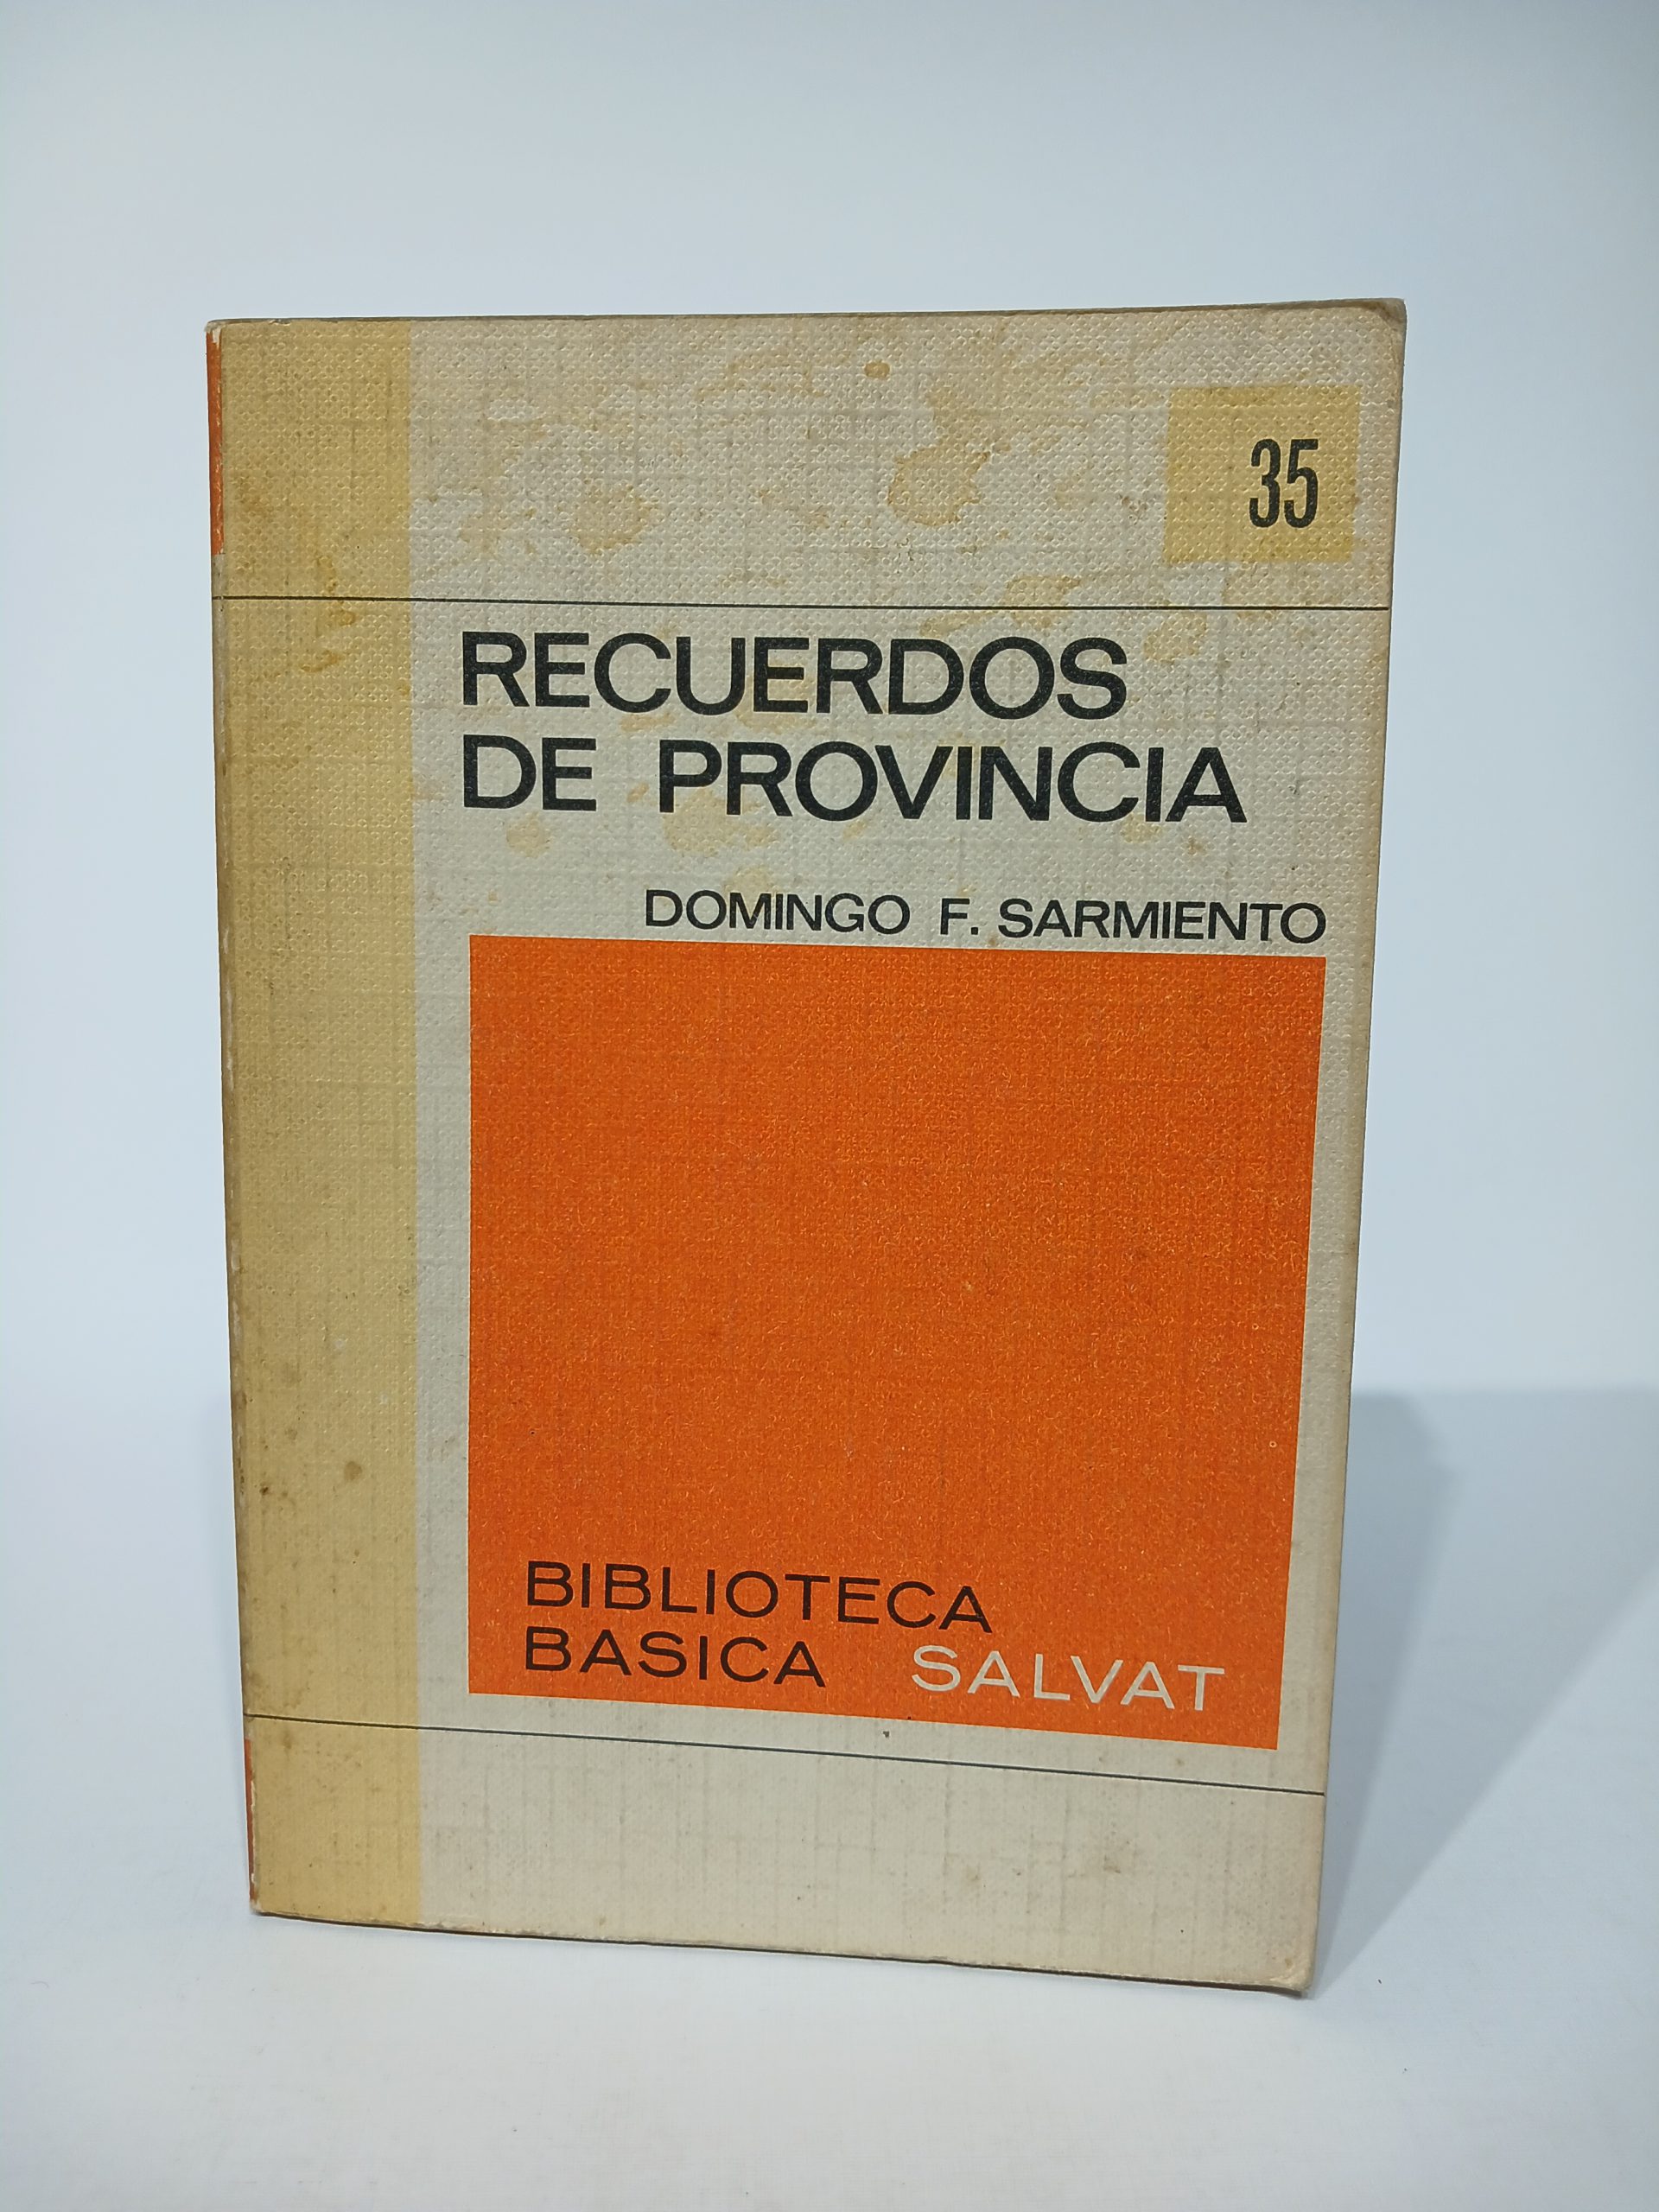 35
RECUERDOS
DE PROVINCIA
DOMINGO F. SARMIENTO
BIBLIOTECA
BASICA SALVAT